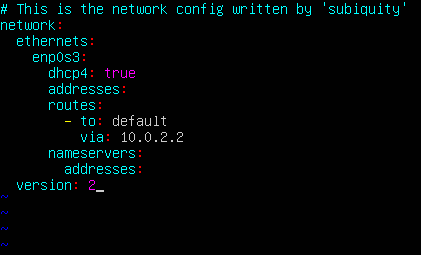 # This is the network config written by 'subiquity'
network:
  ethernets:
    enp0s3:
      dhcp4: true
      addresses:
      routes:
        - to: default
          via: 10.0.2.2
      nameservers:
        addresses:
  version: 2_
~
~
~
~